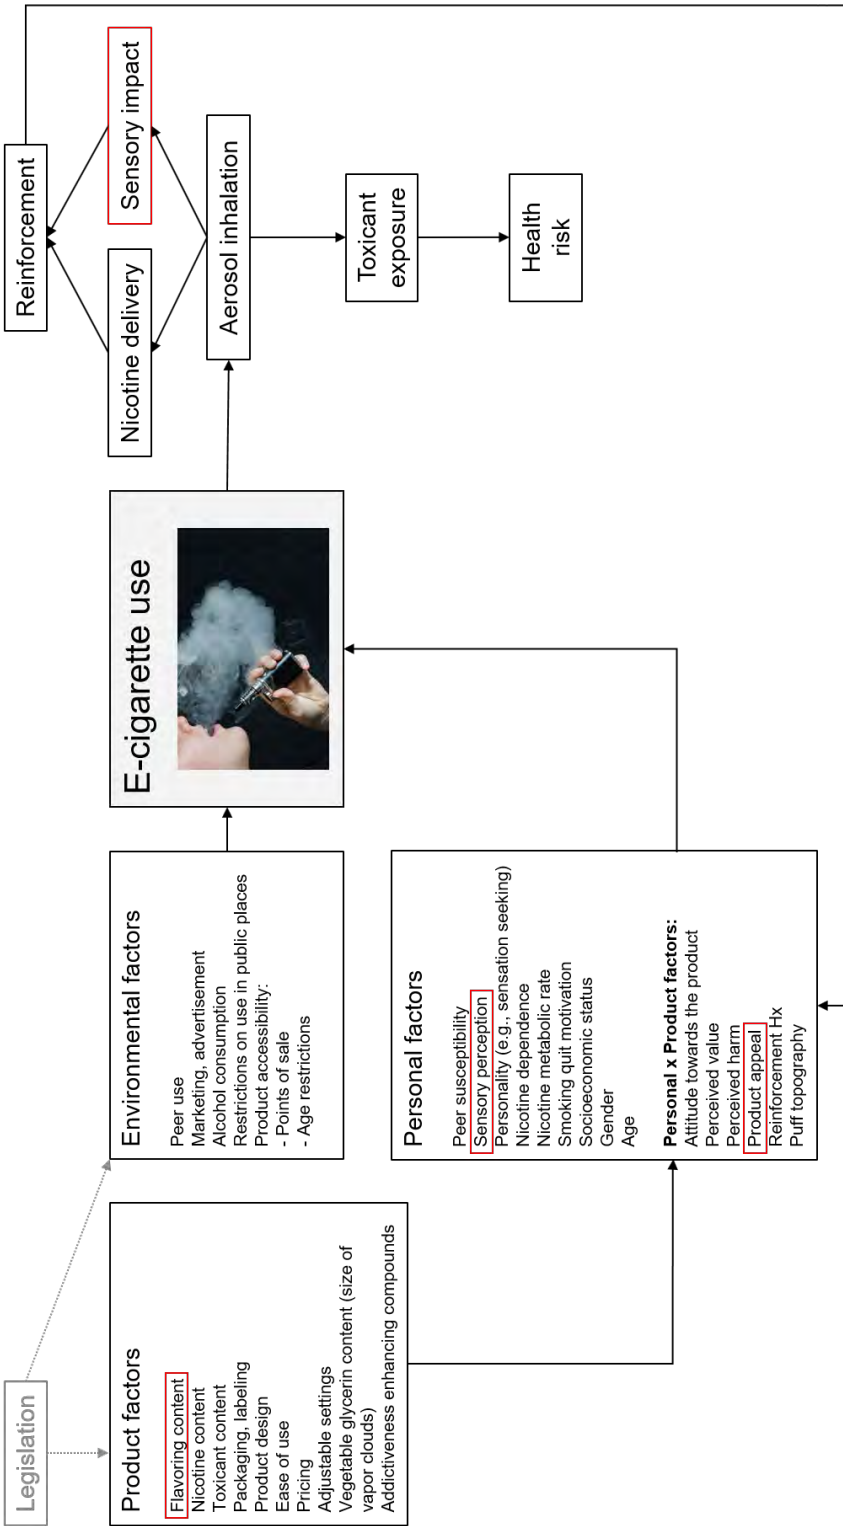 Legislation
Product factors
Flavoring content
Nicotine content
Toxicant content
Packaging, labeling
Product design
Ease of use
Pricing
Adjustable settings
Vegetable glycerin content (size of
vapor clouds)
Addictiveness enhancing compounds
Environmental factors
Peer use
Marketing, advertisement
Alcohol consumption
Restrictions on use in public places
Product accessibility:
- Points of sale
- Age restrictions
Personal factors
Peer susceptibility
Sensory perception
Personality (e.g., sensation seeking)
Nicotine dependence
Nicotine metabolic rate
Smoking quit motivation
Socioeconomic status
Gender
Age
Personal x Product factors:
Attitude towards the product
Perceived value
Perceived harm
Product appeal
Reinforcement Hx
Puff topography
E-cigarette use
Reinforcement
Nicotine delivery
Sensory impact
Aerosol inhalation
Toxicant
exposure
Health
risk